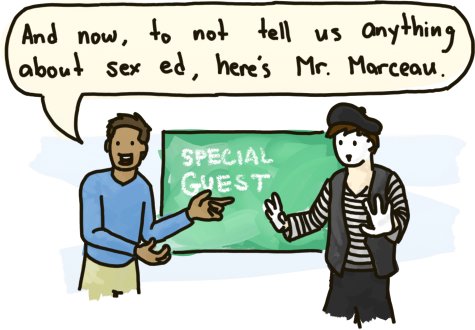 And now, to not tell us anything
about sex ed, here's Mr. Marceau.
SPECIAL
GUEST